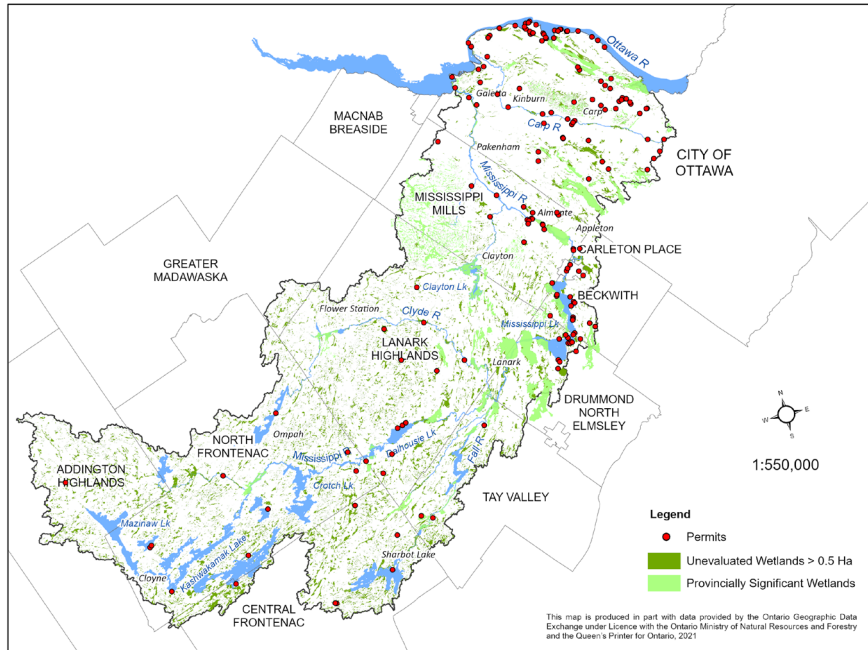 Ottawa R
Galetta
Kinburn
Carp
MACNAB
BREASIDE
Carp R
Pakenham
CITY OF
OTTAWA
Mississippi R
MISSISSIPPI
MILLS
Almonte
Appleton
Clayton
CARLETON PLACE
GREATER
MADAWASKA
Clayton Lk
BECKWITH
Flower Station
Clyde R
Mississippi Lk
LANARK
HIGHLANDS
Lanark
DRUMMOND
NORTH
ELMSLEY
W N E S
NORTH
FRONTENAC
Ompah
Mississippi R
Dalhousie Lk
Fall R
1:550,000
ADDINGTON
HIGHLANDS
Crotch Lk
TAY VALLEY
Mazinaw Lk
Kashwakamak Lake
Sharbot Lake
Cloyne
CENTRAL
FRONTENAC
Legend
Permits
Unevaluated Wetlands > 0.5 Ha
Provincially Significant Wetlands
This map is produced in part with data provided by the Ontario Geographic Data
Exchange under Licence with the Ontario Ministry of Natural Resources and Forestry
and the Queen's Printer for Ontario, 2021